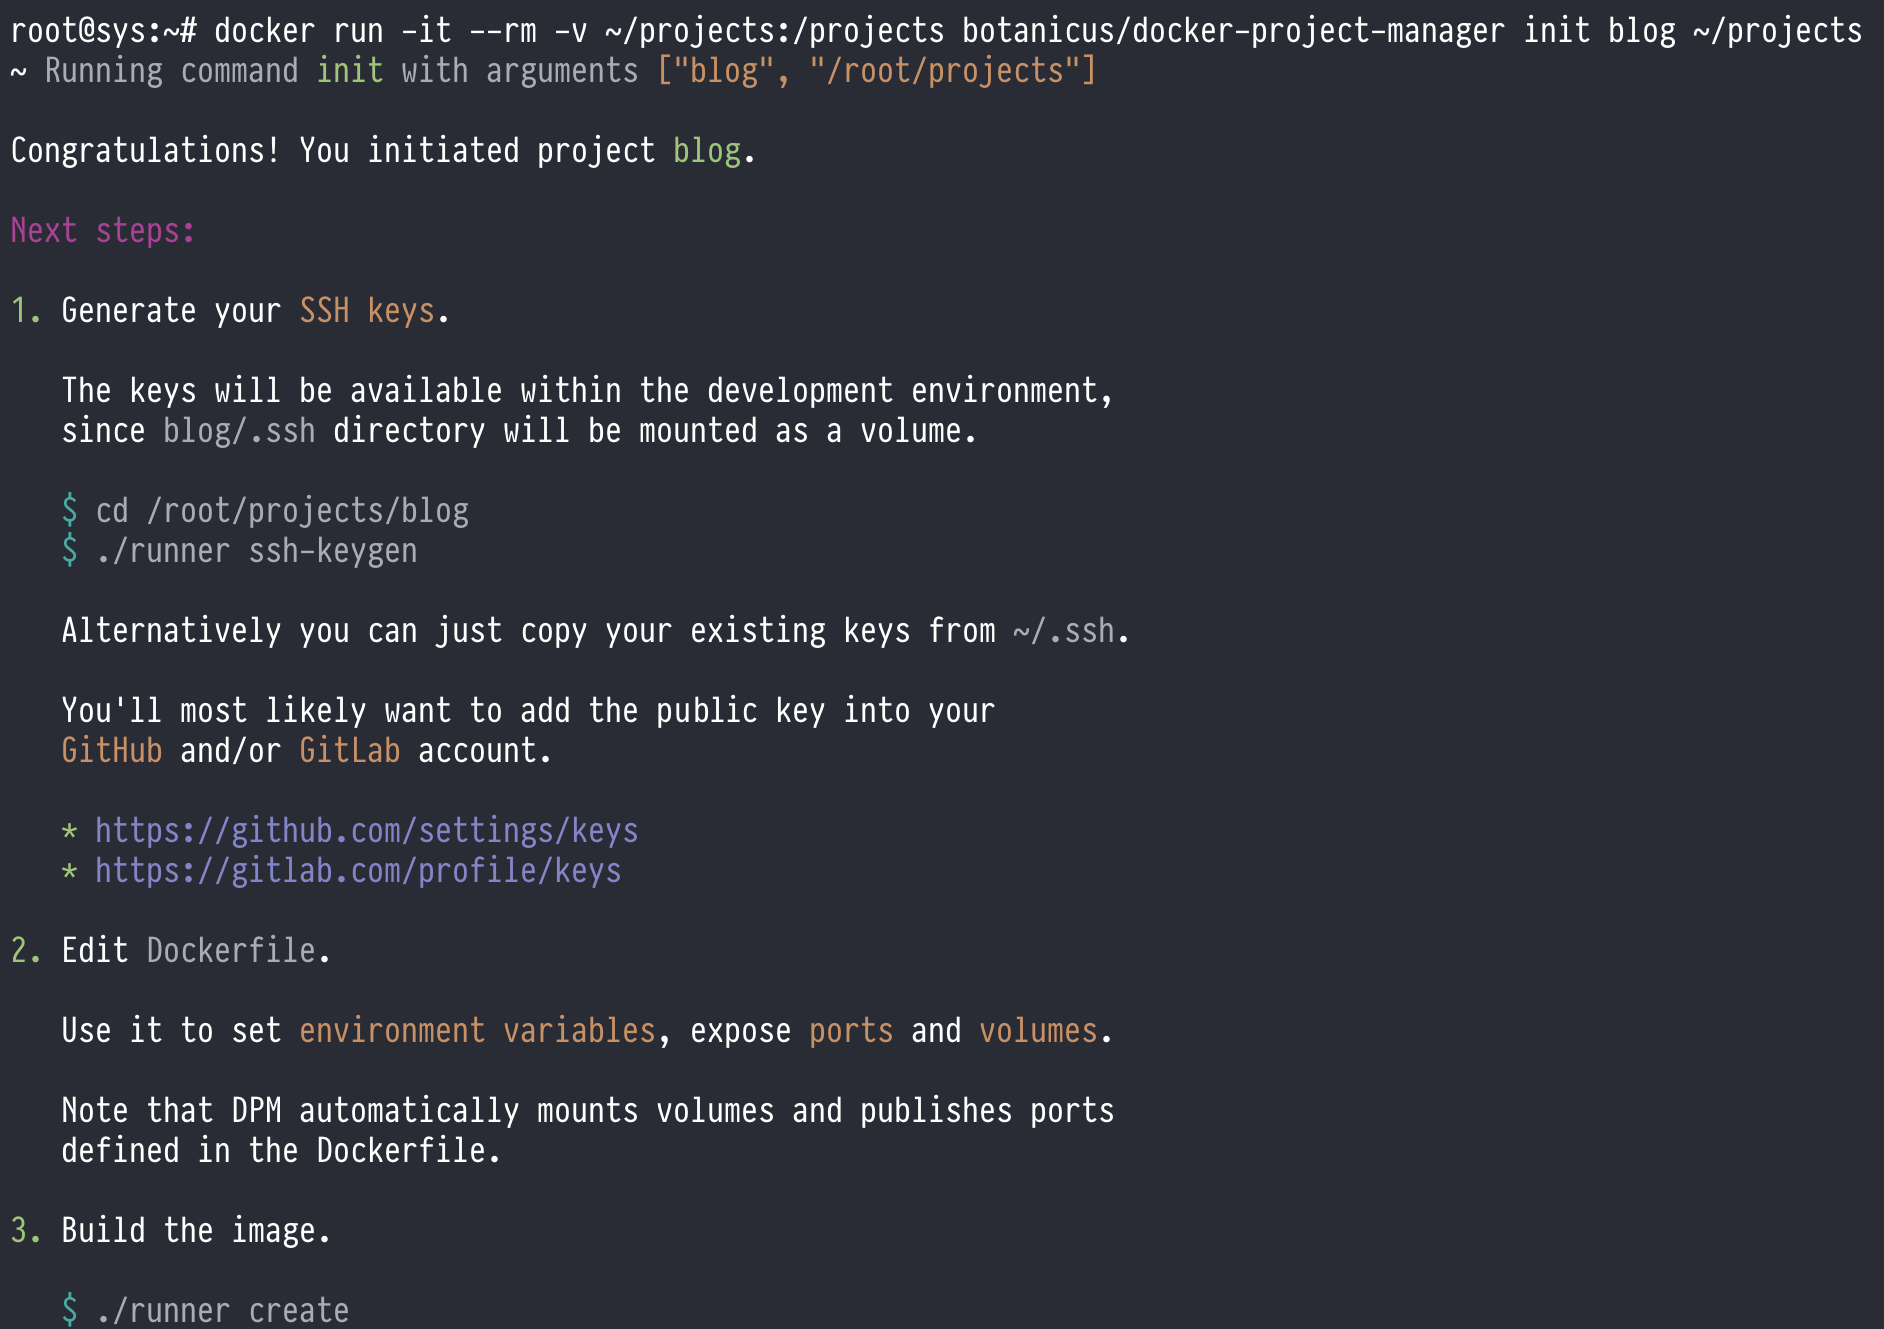 root@sys:~# docker run -it --rm -v ~/projects:/projects botanicus/docker-project-manager init blog ~/projects
~ Running command init with arguments ["blog", "/root/projects"]
Congratulations! You initiated project blog.
Next steps:
1. Generate your SSH keys.
The keys will be available within the development environment,
since blog/.ssh directory will be mounted as a volume.
$ cd /root/projects/blog
$ ./runner ssh-keygen
Alternatively you can just copy your existing keys from ~/.ssh.
You'll most likely want to add the public key into your
GitHub and/or GitLab account.
* https://github.com/settings/keys
* https://gitlab.com/profile/keys
2. Edit Dockerfile.
Use it to set environment variables, expose ports and volumes.
Note that DPM automatically mounts volumes and publishes ports
defined in the Dockerfile.
3. Build the image.
$ ./runner create